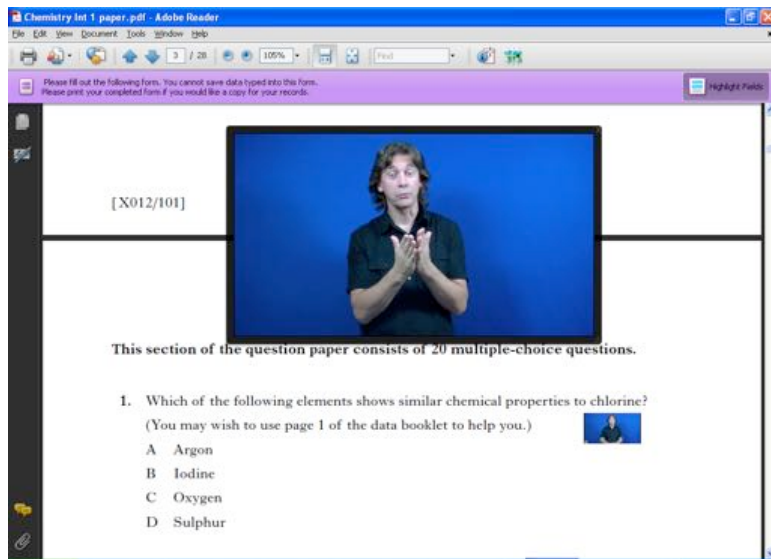 Chemistry Int 1 paper.pdf - Adobe Reader
File Edit View Document Tools Window Help
3 / 28 105% Find
Please fill out the following form. You cannot save data typed into this form.
Please print your completed form if you would like a copy for your records.
Highlight Fields
[X012/101]
This section of the question paper consists of 20 multiple-choice questions.
1. Which of the following elements shows similar chemical properties to chlorine?
(You may wish to use page 1 of the data booklet to help you.)
A Argon
B Iodine
C Oxygen
D Sulphur